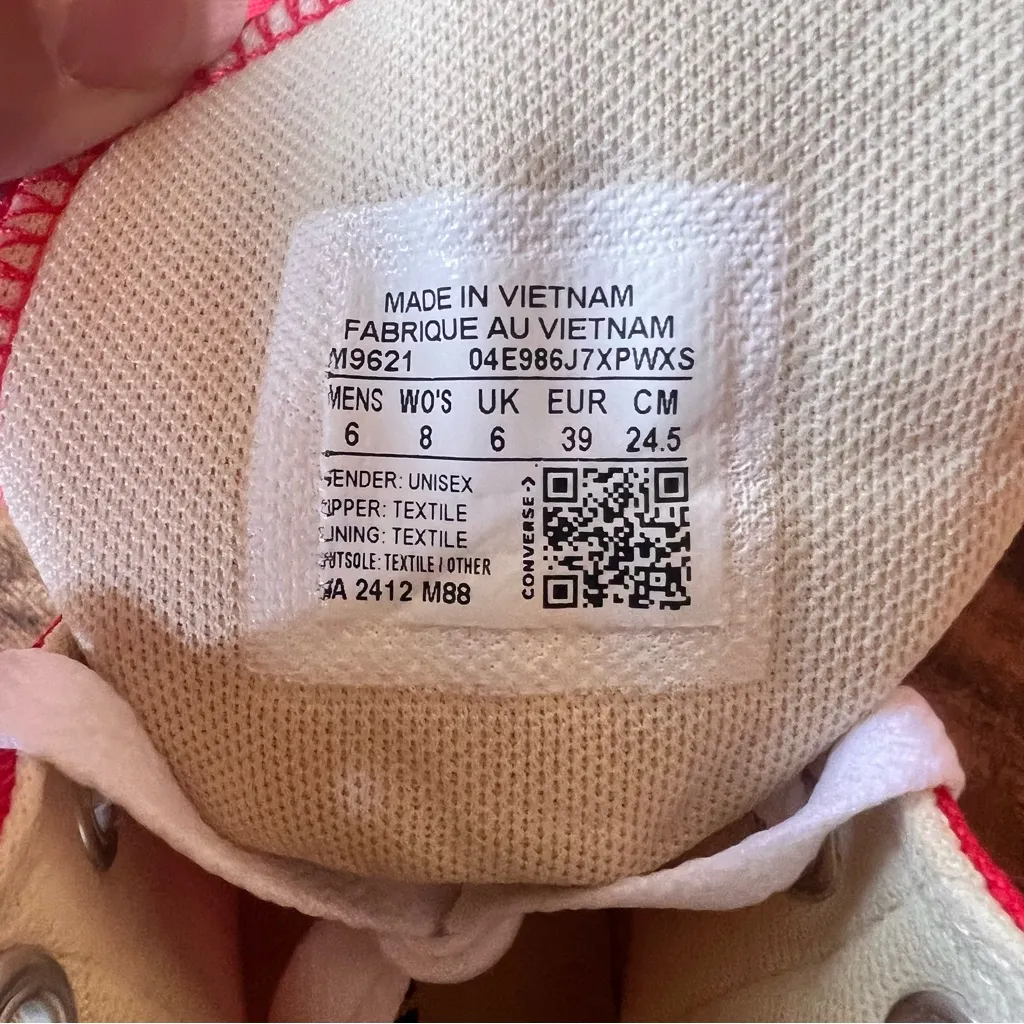 MADE IN VIETNAM
FABRIQUE AU VIETNAM
M9621 04E986J7XPWXS
MENS WO'S UK EUR CM
6 8 6 39 24.5
GENDER: UNISEX
UPPER: TEXTILE
LINING: TEXTILE
OUTSOLE: TEXTILE / OTHER
2412 M88
CONVERSE